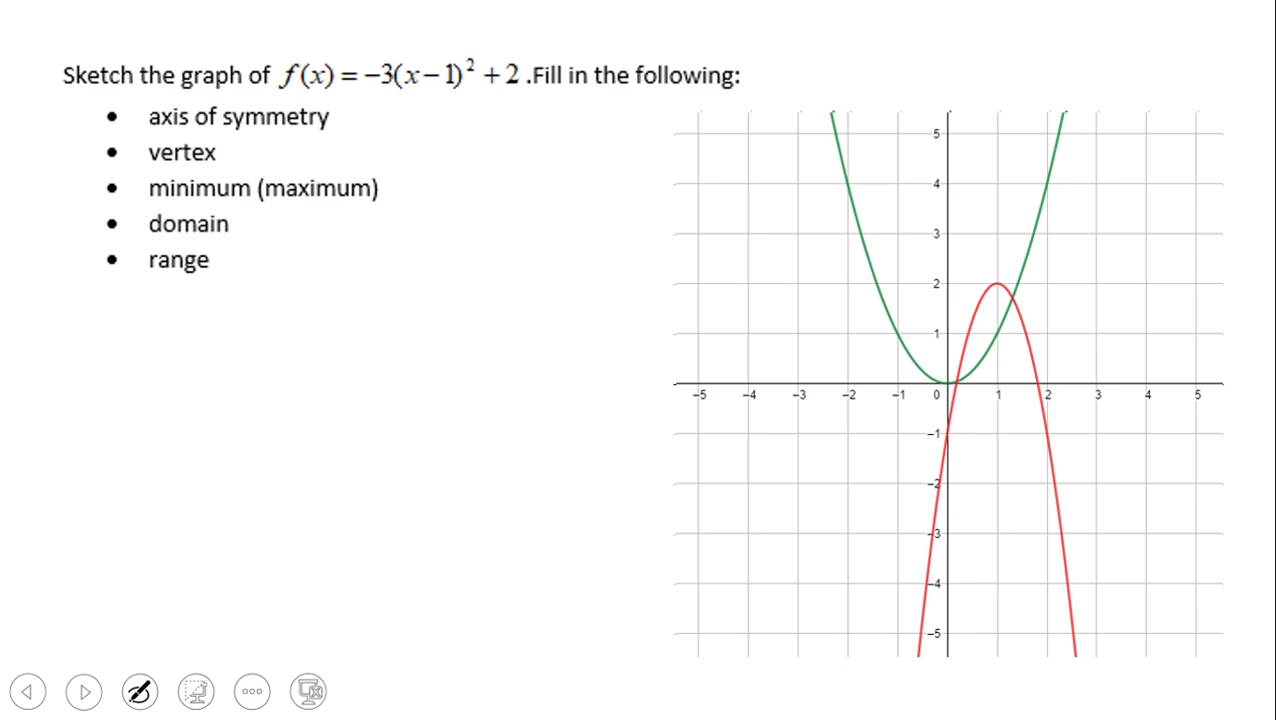 Sketch the graph of f(x) = −3(x − 1)² + 2 .Fill in the following:
• axis of symmetry
• vertex
• minimum (maximum)
• domain
• range
5
4
3
2
1
−5 −4 −3 −2 −1 0 1 2 3 4 5
−1
−2
−3
−4
−5